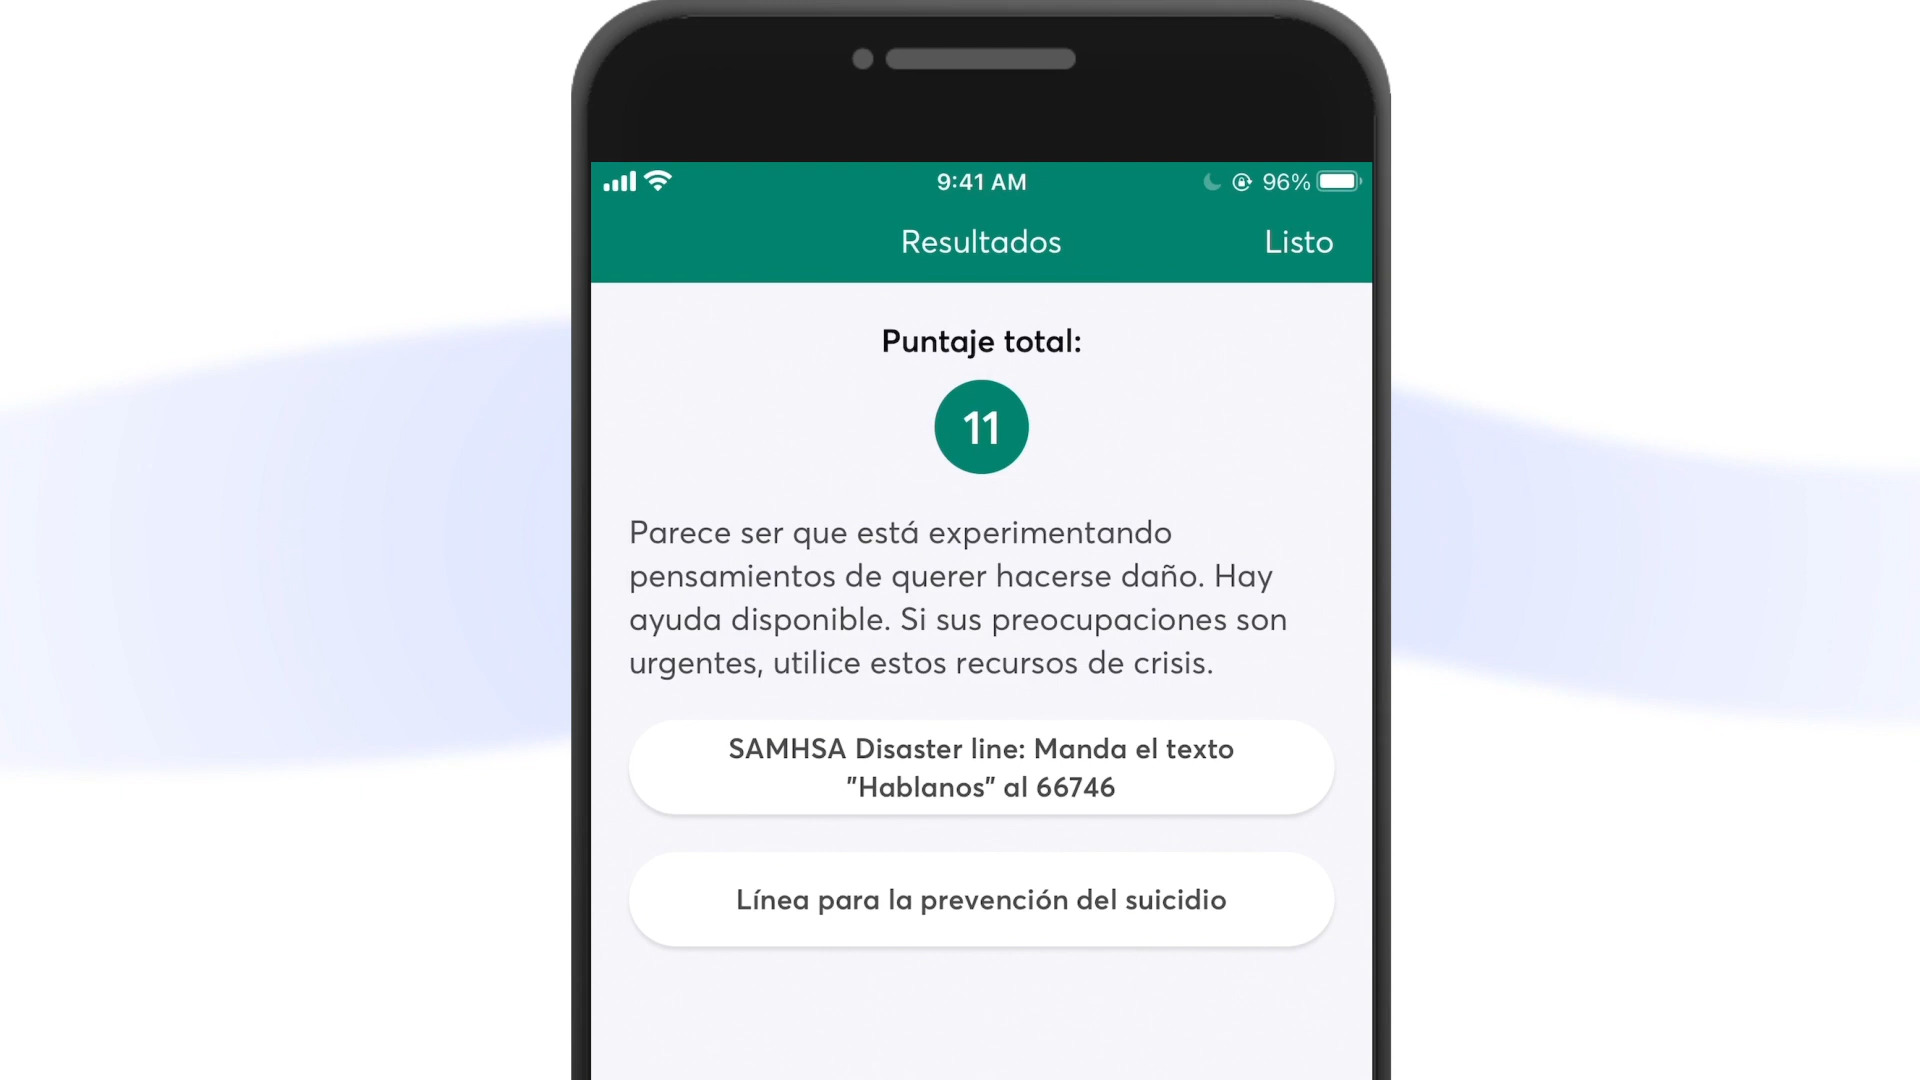 9:41 AM
96%
Resultados
Listo
Puntaje total:
11
Parece ser que está experimentando
pensamientos de querer hacerse daño. Hay
ayuda disponible. Si sus preocupaciones son
urgentes, utilice estos recursos de crisis.
SAMHSA Disaster line: Manda el texto
"Hablanos" al 66746
Línea para la prevención del suicidio